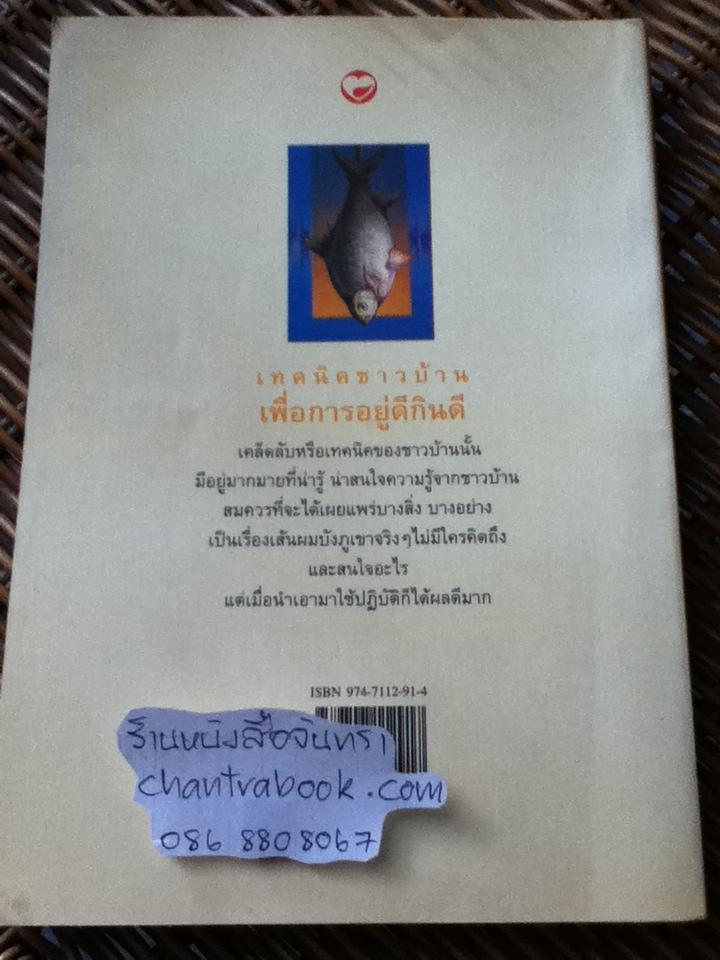 เทคนิคชาวบ้าน
เพื่อการอยู่ดีกินดี
เคล็ดลับหรือเทคนิคของชาวบ้านนั้น
มีอยู่มากมายที่น่ารู้ น่าสนใจความรู้จากชาวบ้าน
สมควรที่จะได้เผยแพร่บางสิ่ง บางอย่าง
เป็นเรื่องเส้นผมบังภูเขาจริงๆไม่มีใครคิดถึง
และสนใจอะไร
แต่เมื่อนำเอามาใช้ปฏิบัติก็ได้ผลดีมาก
ISBN 974-7112-91-4
ร้านหนังสือจันทรา
chantrabook.com
086 8808067